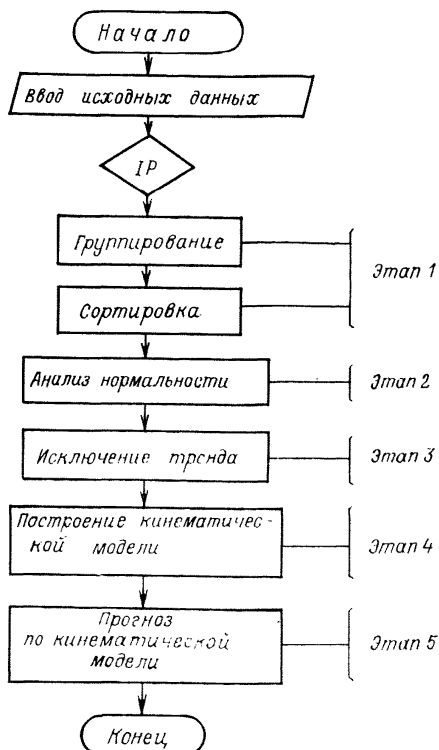 Начало
Ввод исходных данных
IP
Группирование
Этап 1
Сортировка
Анализ нормальности
Этап 2
Исключение тренда
Этап 3
Построение кинематичес-
кой модели
Этап 4
Прогноз
по кинематической
модели
Этап 5
Конец